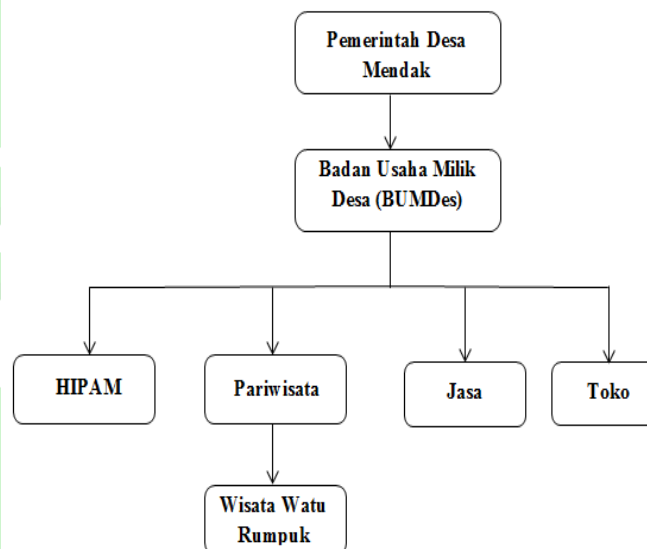 Pemerintah Desa
Mendak
Badan Usaha Milik
Desa (BUMDes)
HIPAM
Pariwisata
Jasa
Toko
Wisata Watu
Rumpuk